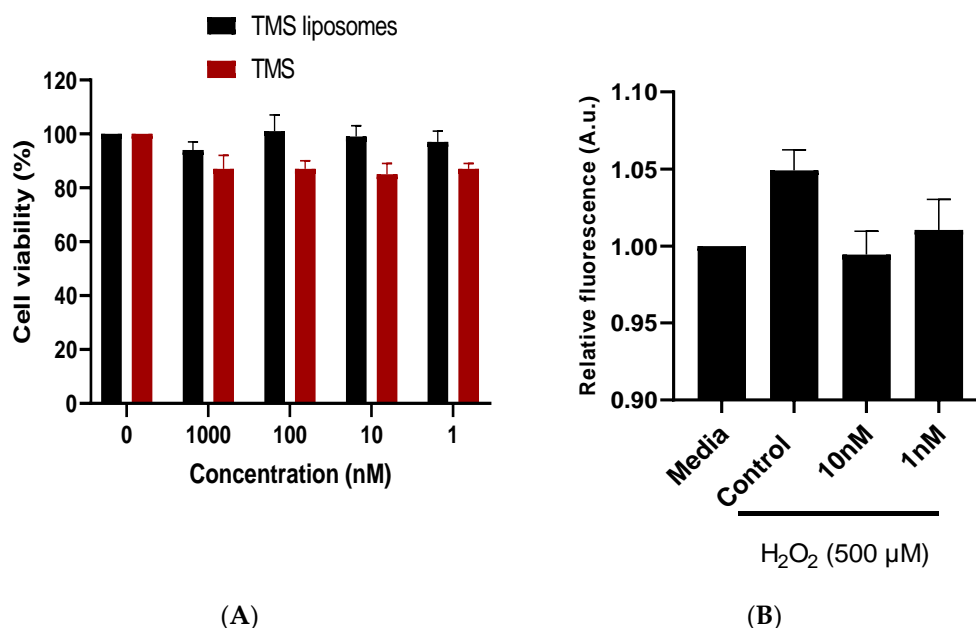 TMS liposomes
TMS
Cell viability (%)
120
100
80
60
40
20
0
0 1000 100 10 1
Concentration (nM)
(A)
Relative fluorescence (A.u.)
1.10
1.05
1.00
0.95
0.90
Media Control 10nM 1nM
H₂O₂ (500 µM)
(B)